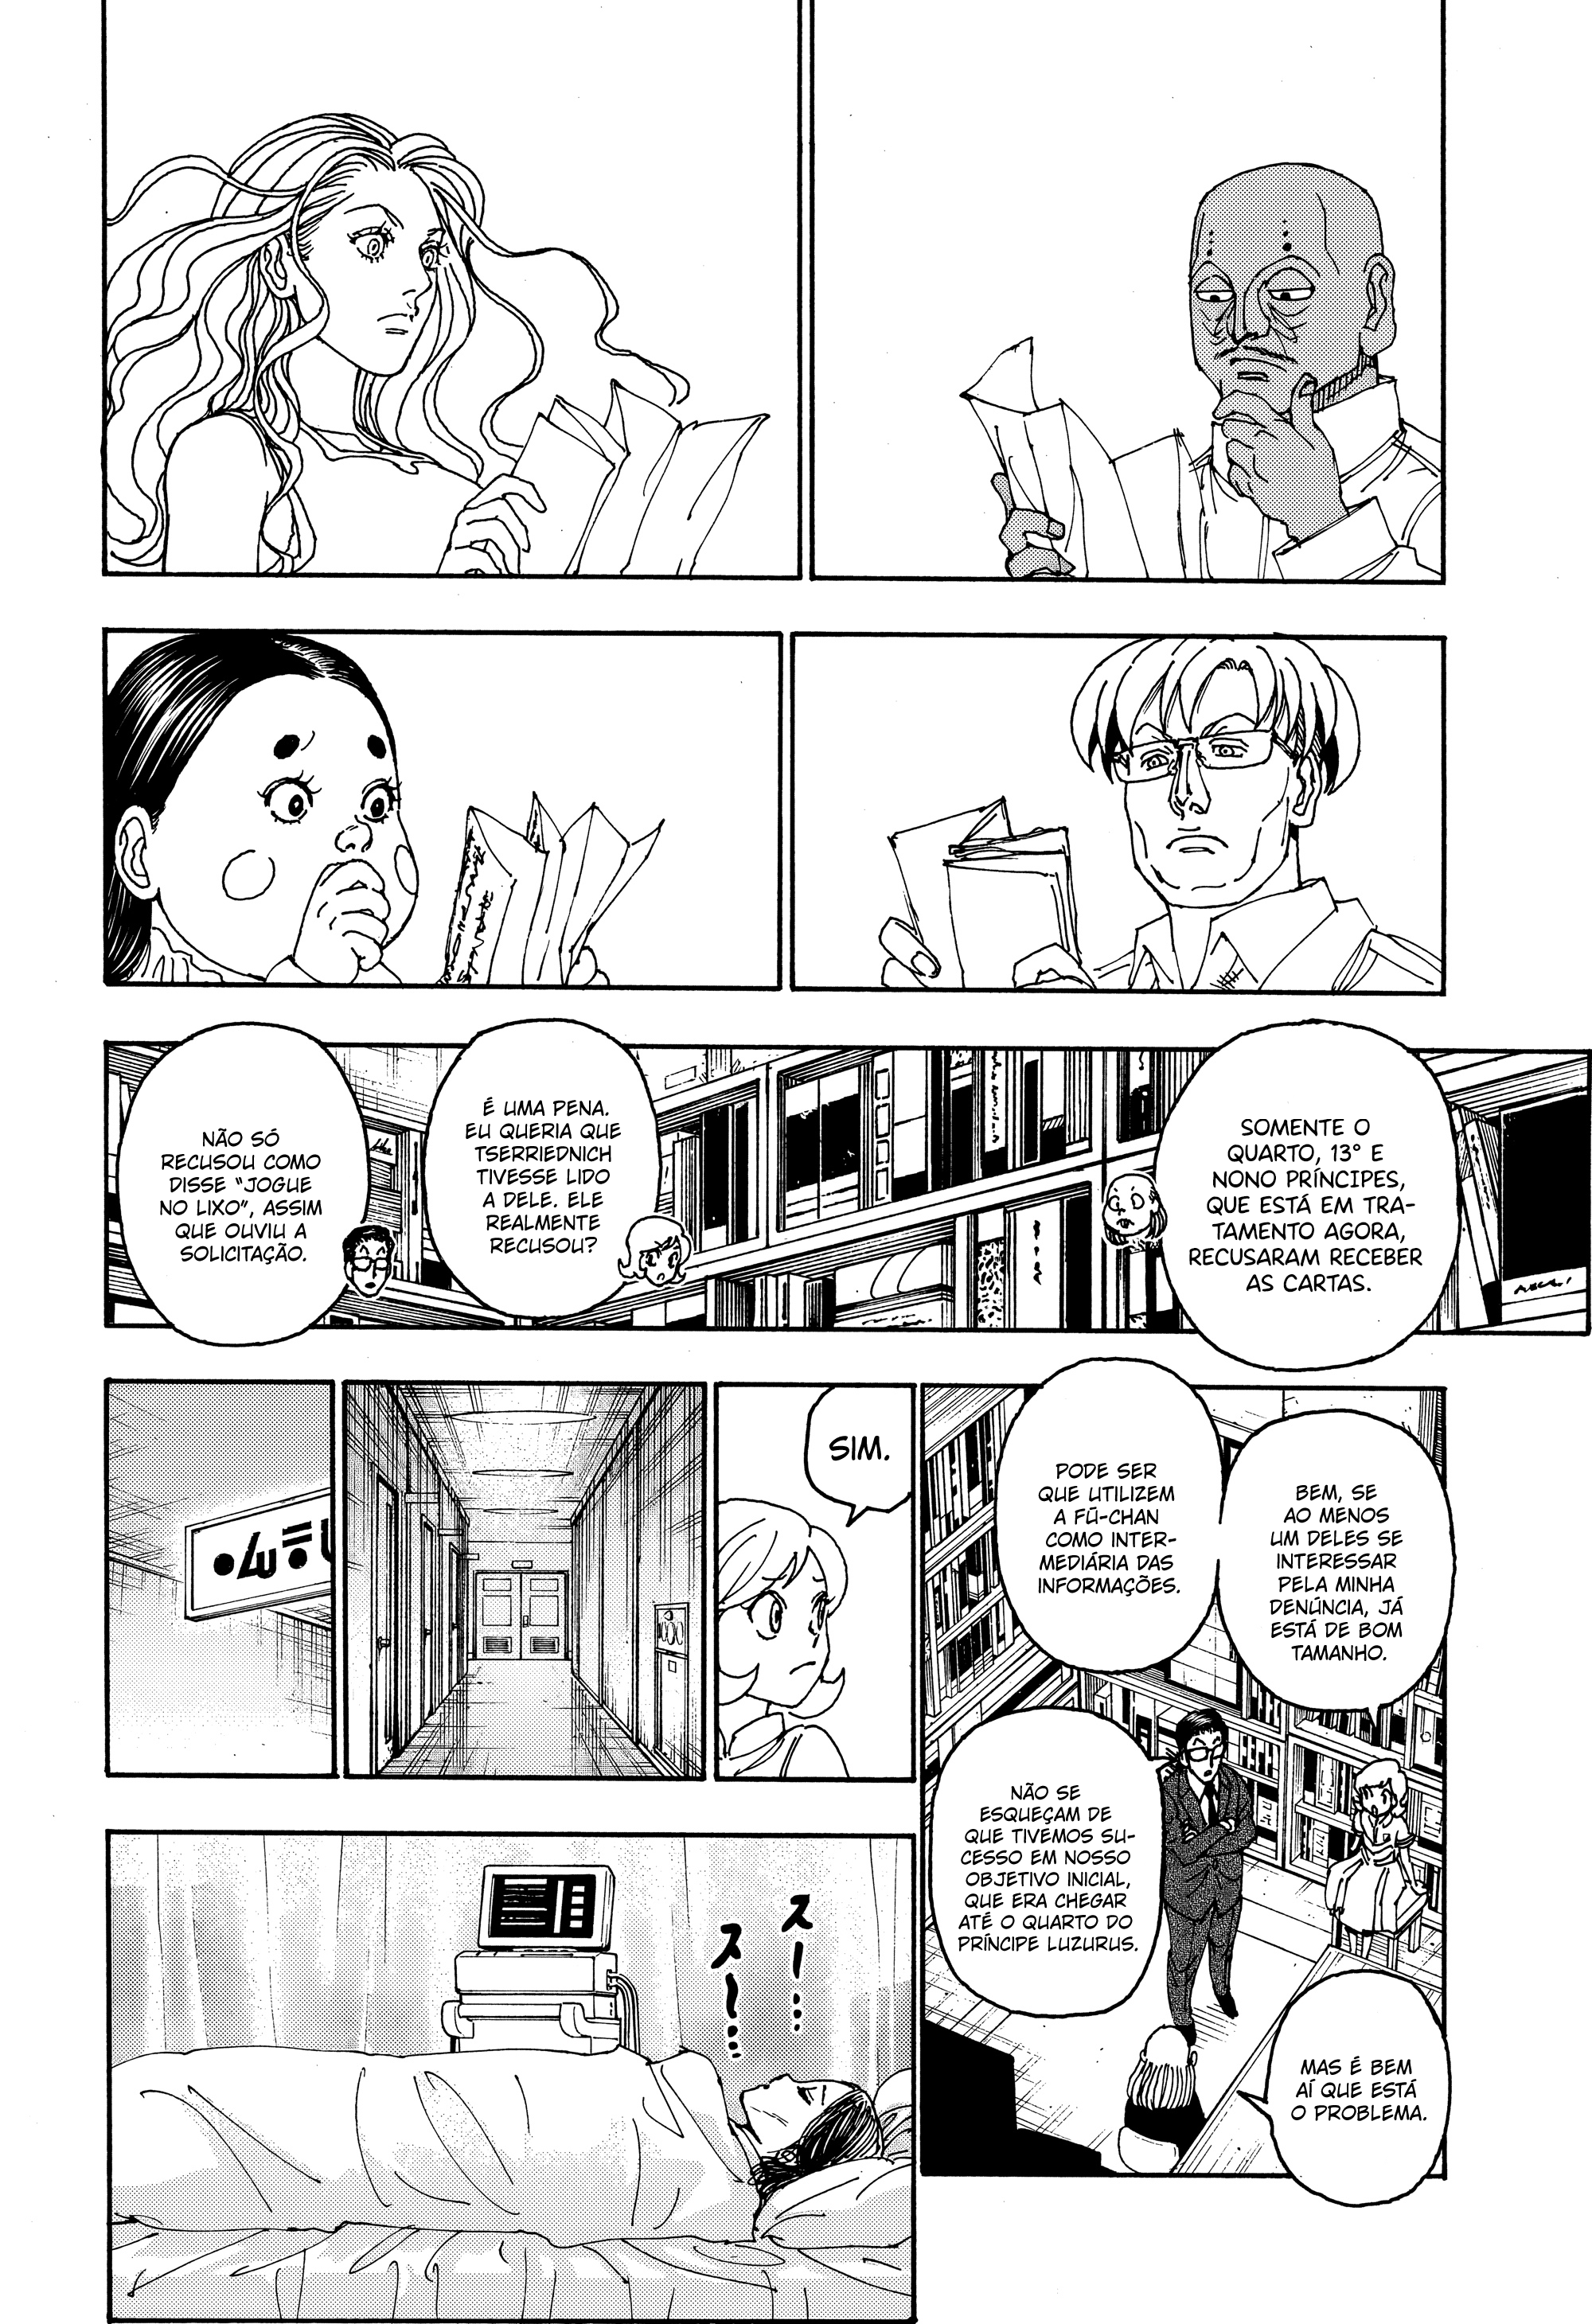 SOMENTE O
QUARTO, 13° E
NONO PRÍNCIPES,
QUE ESTÁ EM TRA-
TAMENTO AGORA,
RECUSARAM RECEBER
AS CARTAS.
É UMA PENA.
EU QUERIA QUE
TSERRIEDNICH
TIVESSE LIDO
A DELE. ELE
REALMENTE
RECUSOU?
NÃO SÓ
RECUSOU COMO
DISSE "JOGUE
NO LIXO", ASSIM
QUE OUVIU A
SOLICITAÇÃO.
BEM, SE
AO MENOS
UM DELES SE
INTERESSAR
PELA MINHA
DENÚNCIA, JÁ
ESTÁ DE BOM
TAMANHO.
PODE SER
QUE UTILIZEM
A FÜ-CHAN
COMO INTER-
MEDIÁRIA DAS
INFORMAÇÕES.
NÃO SE
ESQUEÇAM DE
QUE TIVEMOS SU-
CESSO EM NOSSO
OBJETIVO INICIAL,
QUE ERA CHEGAR
ATÉ O QUARTO DO
PRÍNCIPE LUZURUS.
MAS É BEM
AÍ QUE ESTÁ
O PROBLEMA.
SIM.
スー…
スー…